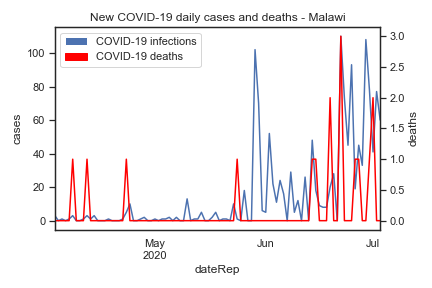 New COVID-19 daily cases and deaths - Malawi
COVID-19 infections
COVID-19 deaths
100
80
60
40
20
0
cases
3.0
2.5
2.0
1.5
1.0
0.5
0.0
deaths
May
2020
Jun
Jul
dateRep